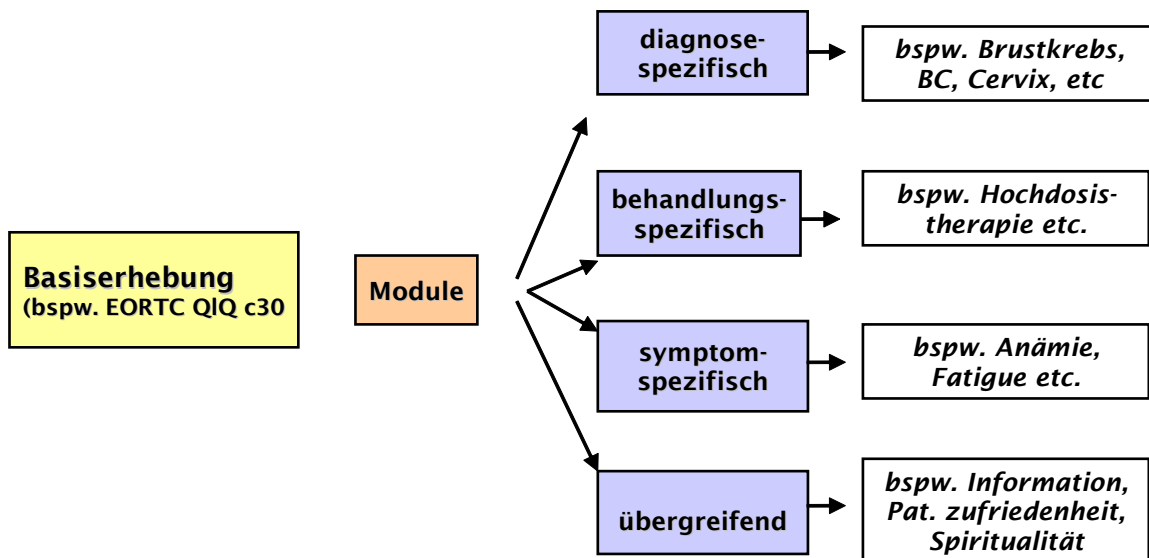 diagnose-
spezifisch
bspw. Brustkrebs,
BC, Cervix, etc
behandlungs-
spezifisch
bspw. Hochdosis-
therapie etc.
Basiserhebung
(bspw. EORTC QlQ c30
Module
symptom-
spezifisch
bspw. Anämie,
Fatigue etc.
übergreifend
bspw. Information,
Pat. zufriedenheit,
Spiritualität